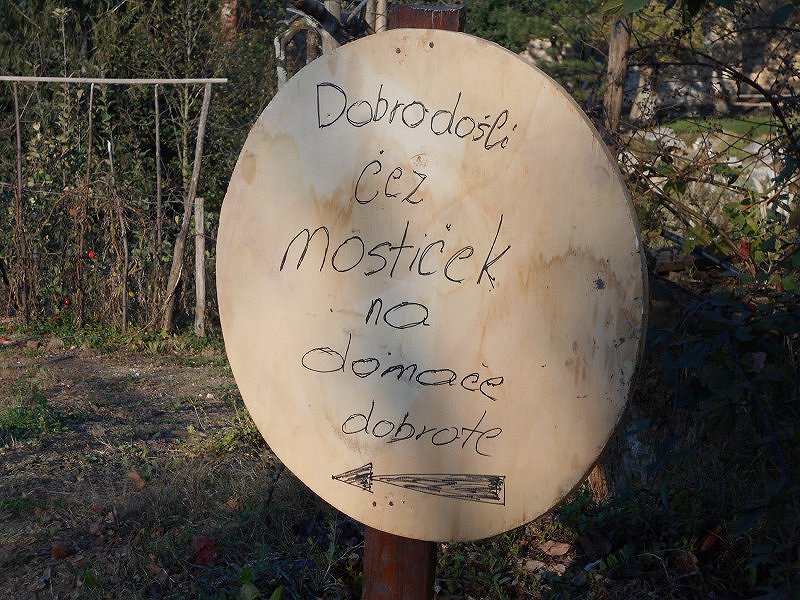 Dobrodošli
čez
mostiček
na
domače
dobrote